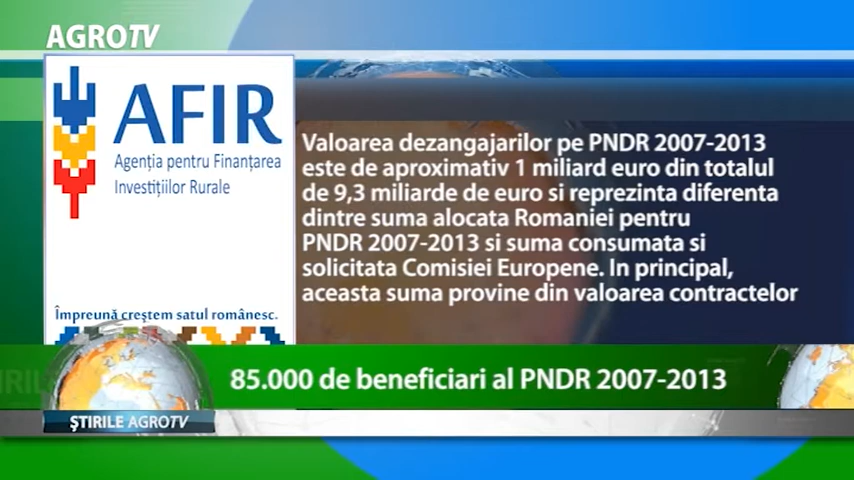 AGROTV
AFIR
Agenția pentru Finanțarea
Investițiilor Rurale
Împreună creștem satul românesc.
Valoarea dezangajarilor pe PNDR 2007-2013
este de aproximativ 1 miliard euro din totalul
de 9,3 miliarde de euro si reprezinta diferenta
dintre suma alocata Romaniei pentru
PNDR 2007-2013 si suma consumata si
solicitata Comisiei Europene. In principal,
aceasta suma provine din valoarea contractelor
85.000 de beneficiari al PNDR 2007-2013
ȘTIRILE AGROTV